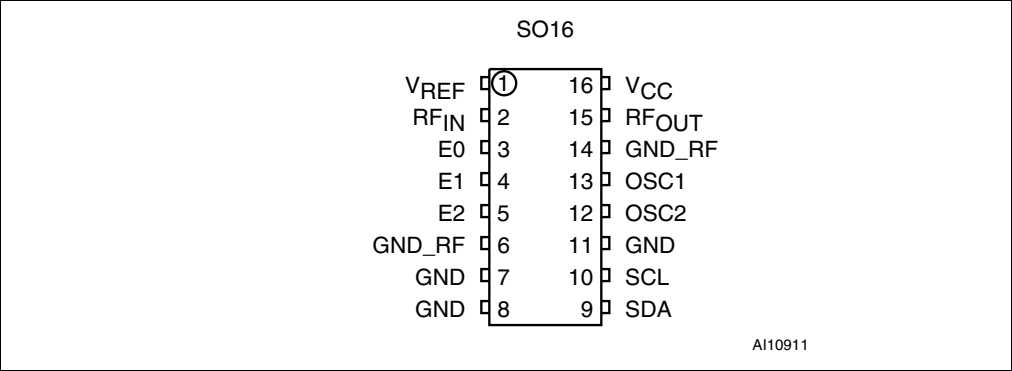 SO16
VREF 1 16 VCC
RFIN 2 15 RFOUT
E0 3 14 GND_RF
E1 4 13 OSC1
E2 5 12 OSC2
GND_RF 6 11 GND
GND 7 10 SCL
GND 8 9 SDA
AI10911